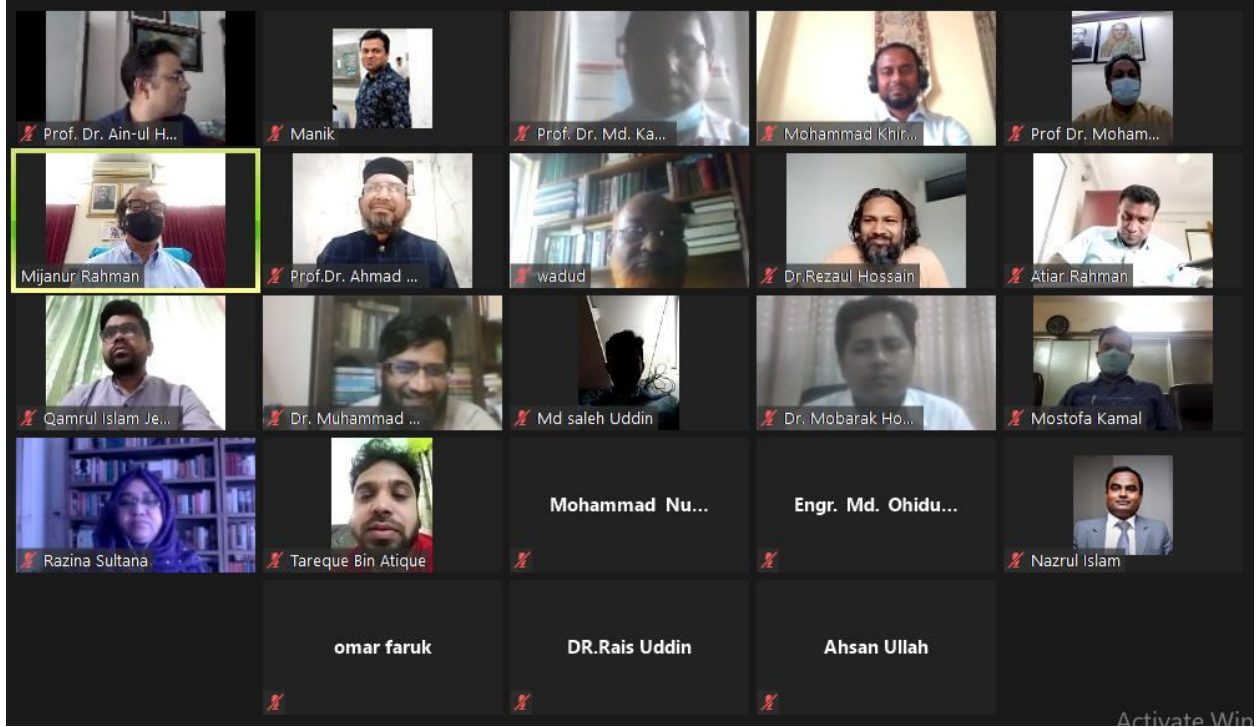 Prof. Dr. Ain-ul H...
Manik
Prof. Dr. Md. Ka...
Mohammad Khir...
Prof Dr. Moham...
Mijanur Rahman
Prof.Dr. Ahmad ...
wadud
Dr.Rezaul Hossain
Atiar Rahman
Qamrul Islam Je...
Dr. Muhammad ...
Md saleh Uddin
Dr. Mobarak Ho...
Mostofa Kamal
Razina Sultana
Tareque Bin Atique
Mohammad Nu...
Engr. Md. Ohidu...
Nazrul Islam
omar faruk
DR.Rais Uddin
Ahsan Ullah
Activate Win